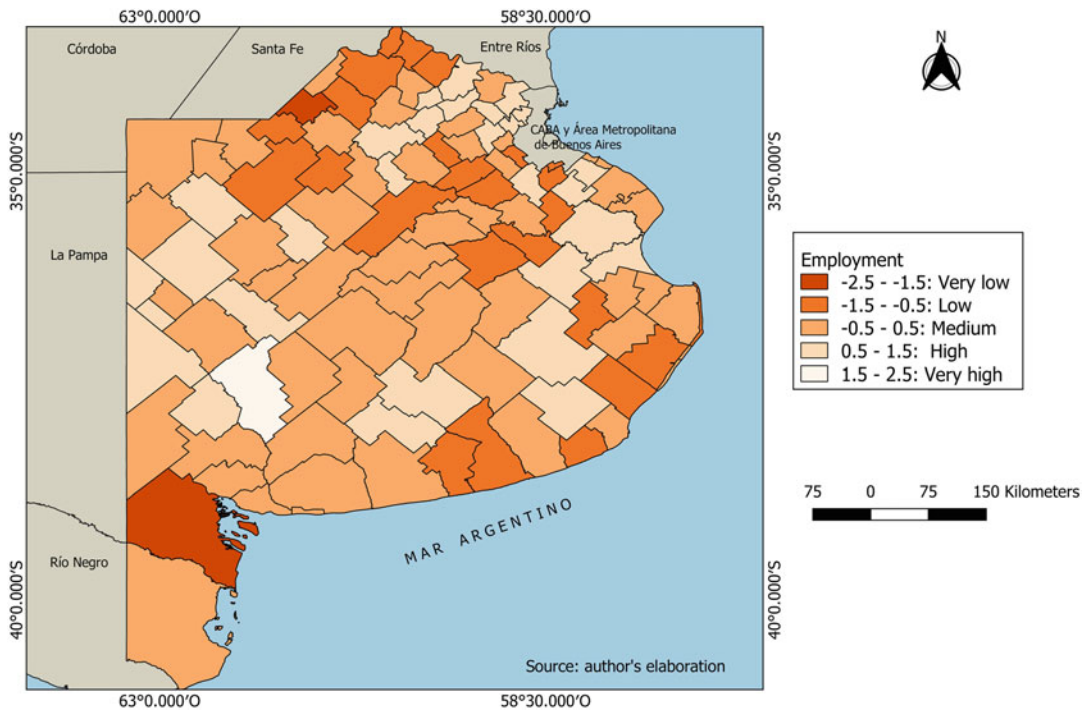 63°0.000'O
58°30.000'O
Córdoba
Santa Fe
Entre Ríos
N
CABA y Área Metropolitana
de Buenos Aires
35°0.000'S
35°0.000'S
La Pampa
Employment
-2.5 - -1.5: Very low
-1.5 - -0.5: Low
-0.5 - 0.5: Medium
0.5 - 1.5: High
1.5 - 2.5: Very high
75 0 75 150 Kilometers
MAR ARGENTINO
Río Negro
40°0.000'S
40°0.000'S
Source: author's elaboration
63°0.000'O
58°30.000'O